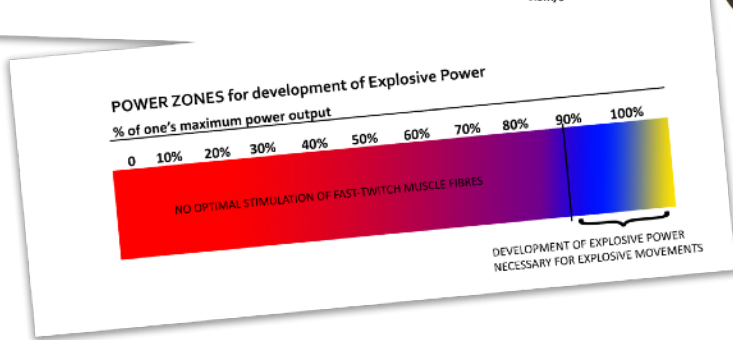 POWER ZONES for development of Explosive Power
% of one's maximum power output
0 10% 20% 30% 40% 50% 60% 70% 80% 90% 100%
NO OPTIMAL STIMULATION OF FAST-TWITCH MUSCLE FIBRES
DEVELOPMENT OF EXPLOSIVE POWER
NECESSARY FOR EXPLOSIVE MOVEMENTS